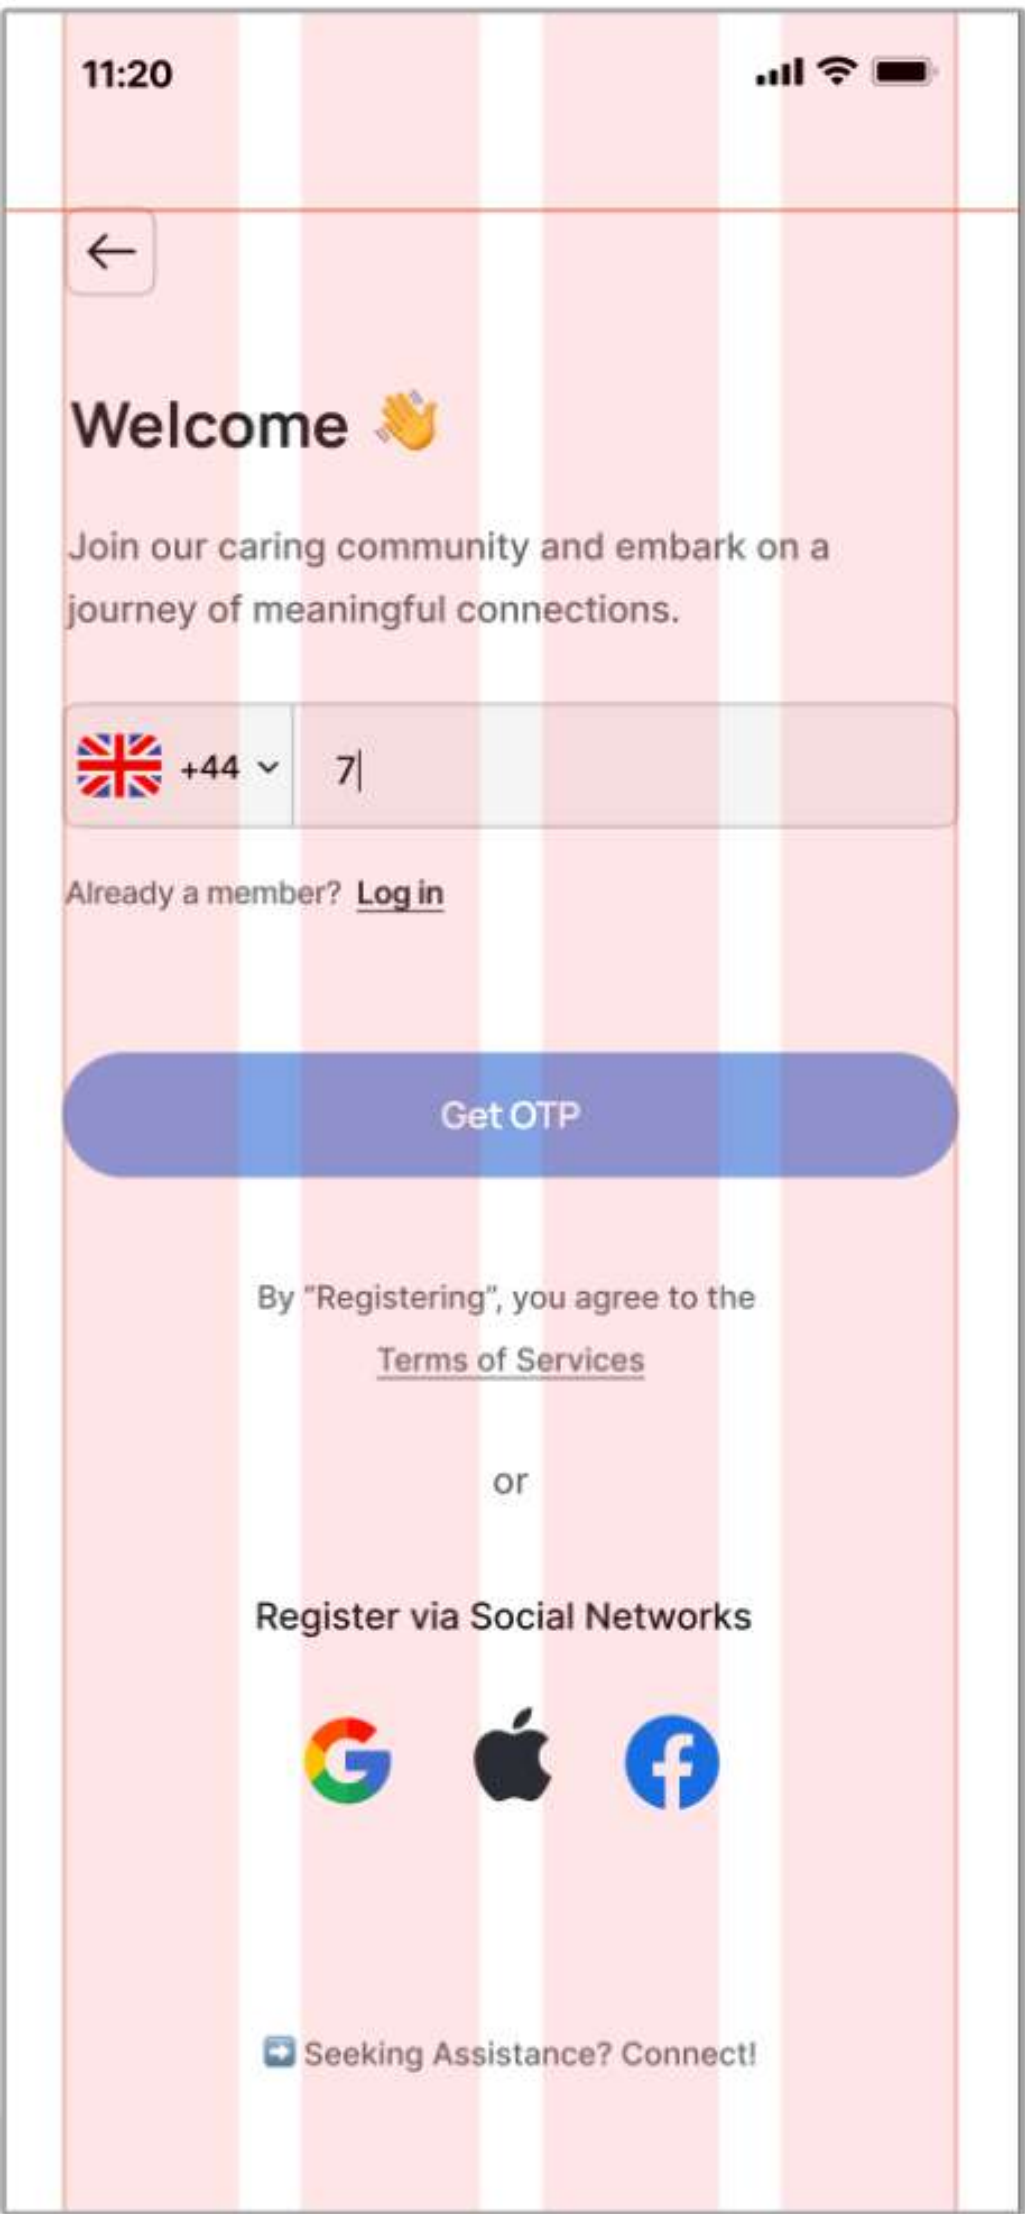 11:20
Welcome 👋
Join our caring community and embark on a
journey of meaningful connections.
+44 7
Already a member? Log in
Get OTP
By “Registering”, you agree to the
Terms of Services
or
Register via Social Networks
➡️ Seeking Assistance? Connect!